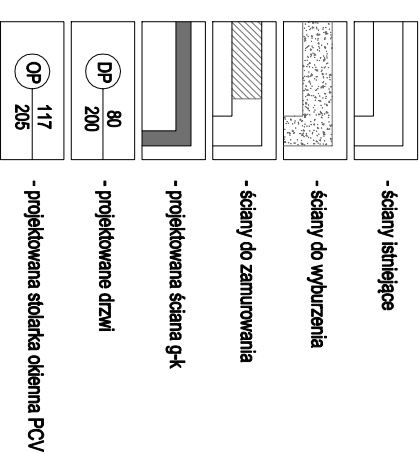 - ściany istniejące
- ściany do wyburzenia
- ściany do zamurowania
- projektowana ściana g-k
DP 80 200 - projektowane drzwi
OP 117 205 - projektowana stolarka okienna PCV